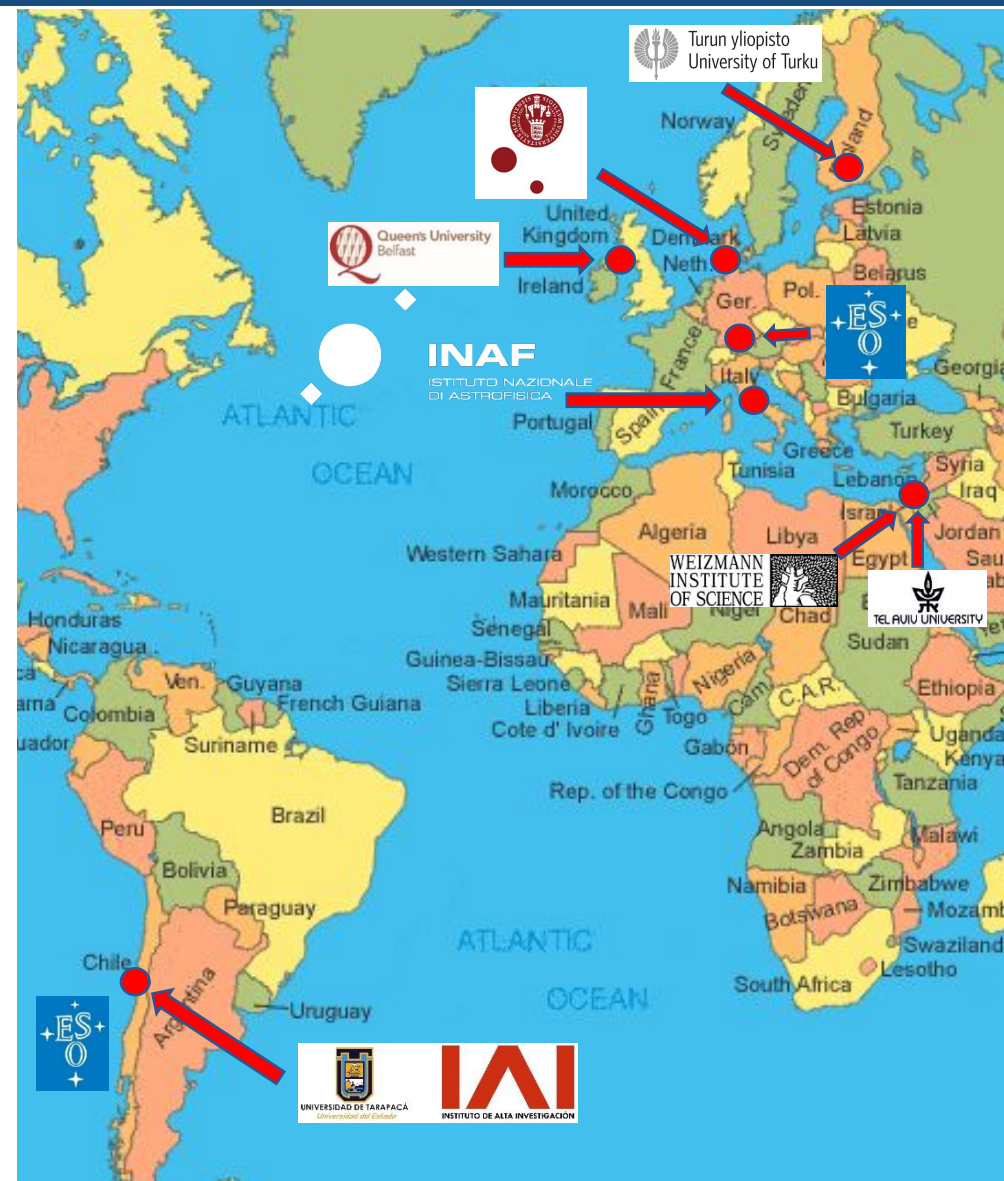 Turun yliopisto
University of Turku
Norway
Sweden
Finland
Estonia
Latvia
United
Kingdom
Denmark
Queen's University
Belfast
Neth.
Belarus
Ireland
Ger.
Pol.
ES
O
France
INAF
ISTITUTO NAZIONALE
DI ASTROFISICA
Italy
Georgia
ATLANTIC
OCEAN
Bulgaria
Portugal
Spain
Turkey
Greece
Tunisia
Lebanon
Syria
Iraq
Morocco
Israel
Algeria
Libya
Jordan
Western Sahara
Egypt
Sau
WEIZMANN
INSTITUTE
OF SCIENCE
TEL AVIV UNIVERSITY
Mauritania
Mali
Niger
Chad
Honduras
Nicaragua
Senegal
Sudan
Guinea-Bissau
Ven.
Guyana
French Guiana
Sierra Leone
Nigeria
C.A.R.
Ethiopia
Colombia
Liberia
Ghana
Togo
Cam.
Cote d' Ivoire
uador
Suriname
Gabón
Dem. Rep
of Congo
Uganda
Kenya
Rep. of the Congo
Tanzania
Brazil
Peru
Angola
Malawi
Zambia
Bolivia
Namibia
Zimbabwe
Paraguay
Botswana
Mozamb
ATLANTIC
OCEAN
Swaziland
Lesotho
Chile
South Africa
Argentina
Uruguay
ES
O
UNIVERSIDAD DE TARAPACÁ
Universidad del Estado
IAI
INSTITUTO DE ALTA INVESTIGACIÓN